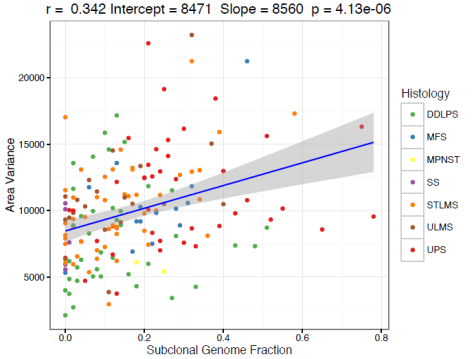 r = 0.342 Intercept = 8471 Slope = 8560 p = 4.13e-06
Area Variance
20000
15000
10000
5000
0.0 0.2 0.4 0.6 0.8
Subclonal Genome Fraction
Histology
DDLPS
MFS
MPNST
SS
STLMS
ULMS
UPS